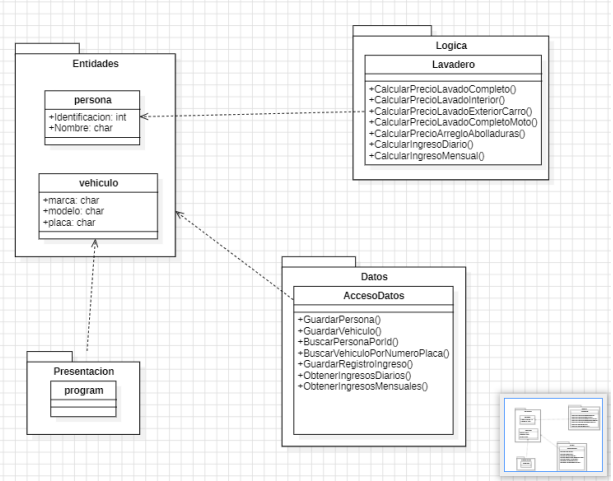 Entidades
persona
+Identificacion: int
+Nombre: char
vehiculo
+marca: char
+modelo: char
+placa: char
Logica
Lavadero
+CalcularPrecioLavadoCompleto()
+CalcularPrecioLavadoInterior()
+CalcularPrecioLavadoExteriorCarro()
+CalcularPrecioLavadoCompletoMoto()
+CalcularPrecioArregloAbolladuras()
+CalcularIngresoDiario()
+CalcularIngresoMensual()
Datos
AccesoDatos
+GuardarPersona()
+GuardarVehiculo()
+BuscarPersonaPorId()
+BuscarVehiculoPorNumeroPlaca()
+GuardarRegistroIngreso()
+ObtenerIngresosDiarios()
+ObtenerIngresosMensuales()
Presentacion
program